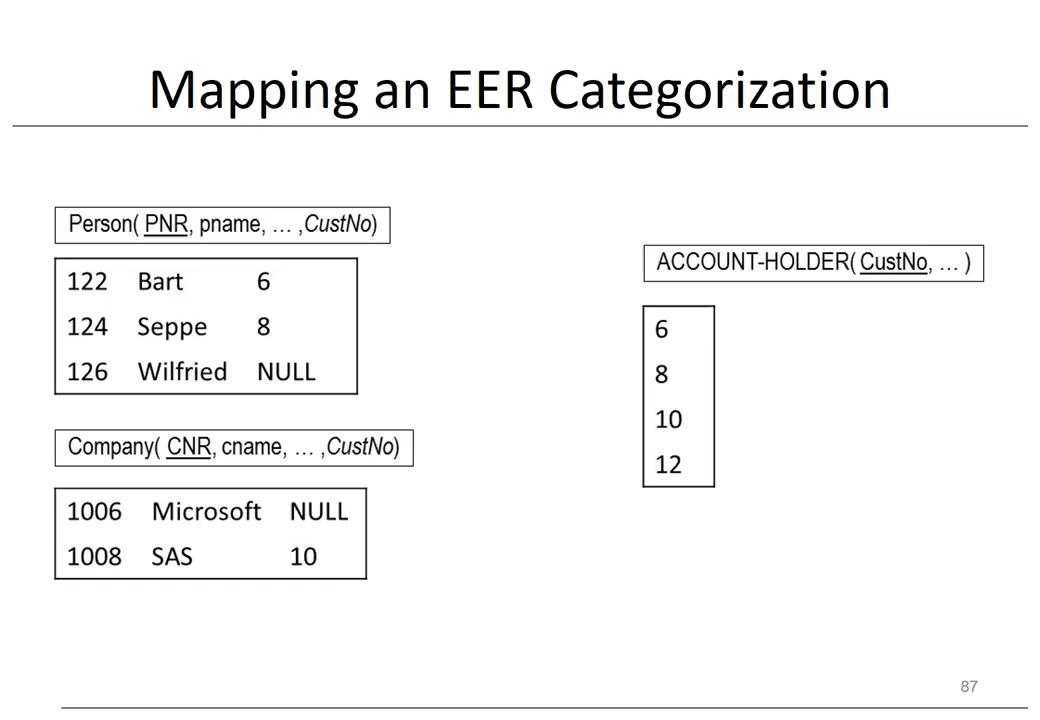 Mapping an EER Categorization
Person( PNR, pname, … ,CustNo)
122 Bart 6
124 Seppe 8
126 Wilfried NULL
Company( CNR, cname, … ,CustNo)
1006 Microsoft NULL
1008 SAS 10
ACCOUNT-HOLDER( CustNo, … )
6
8
10
12
87